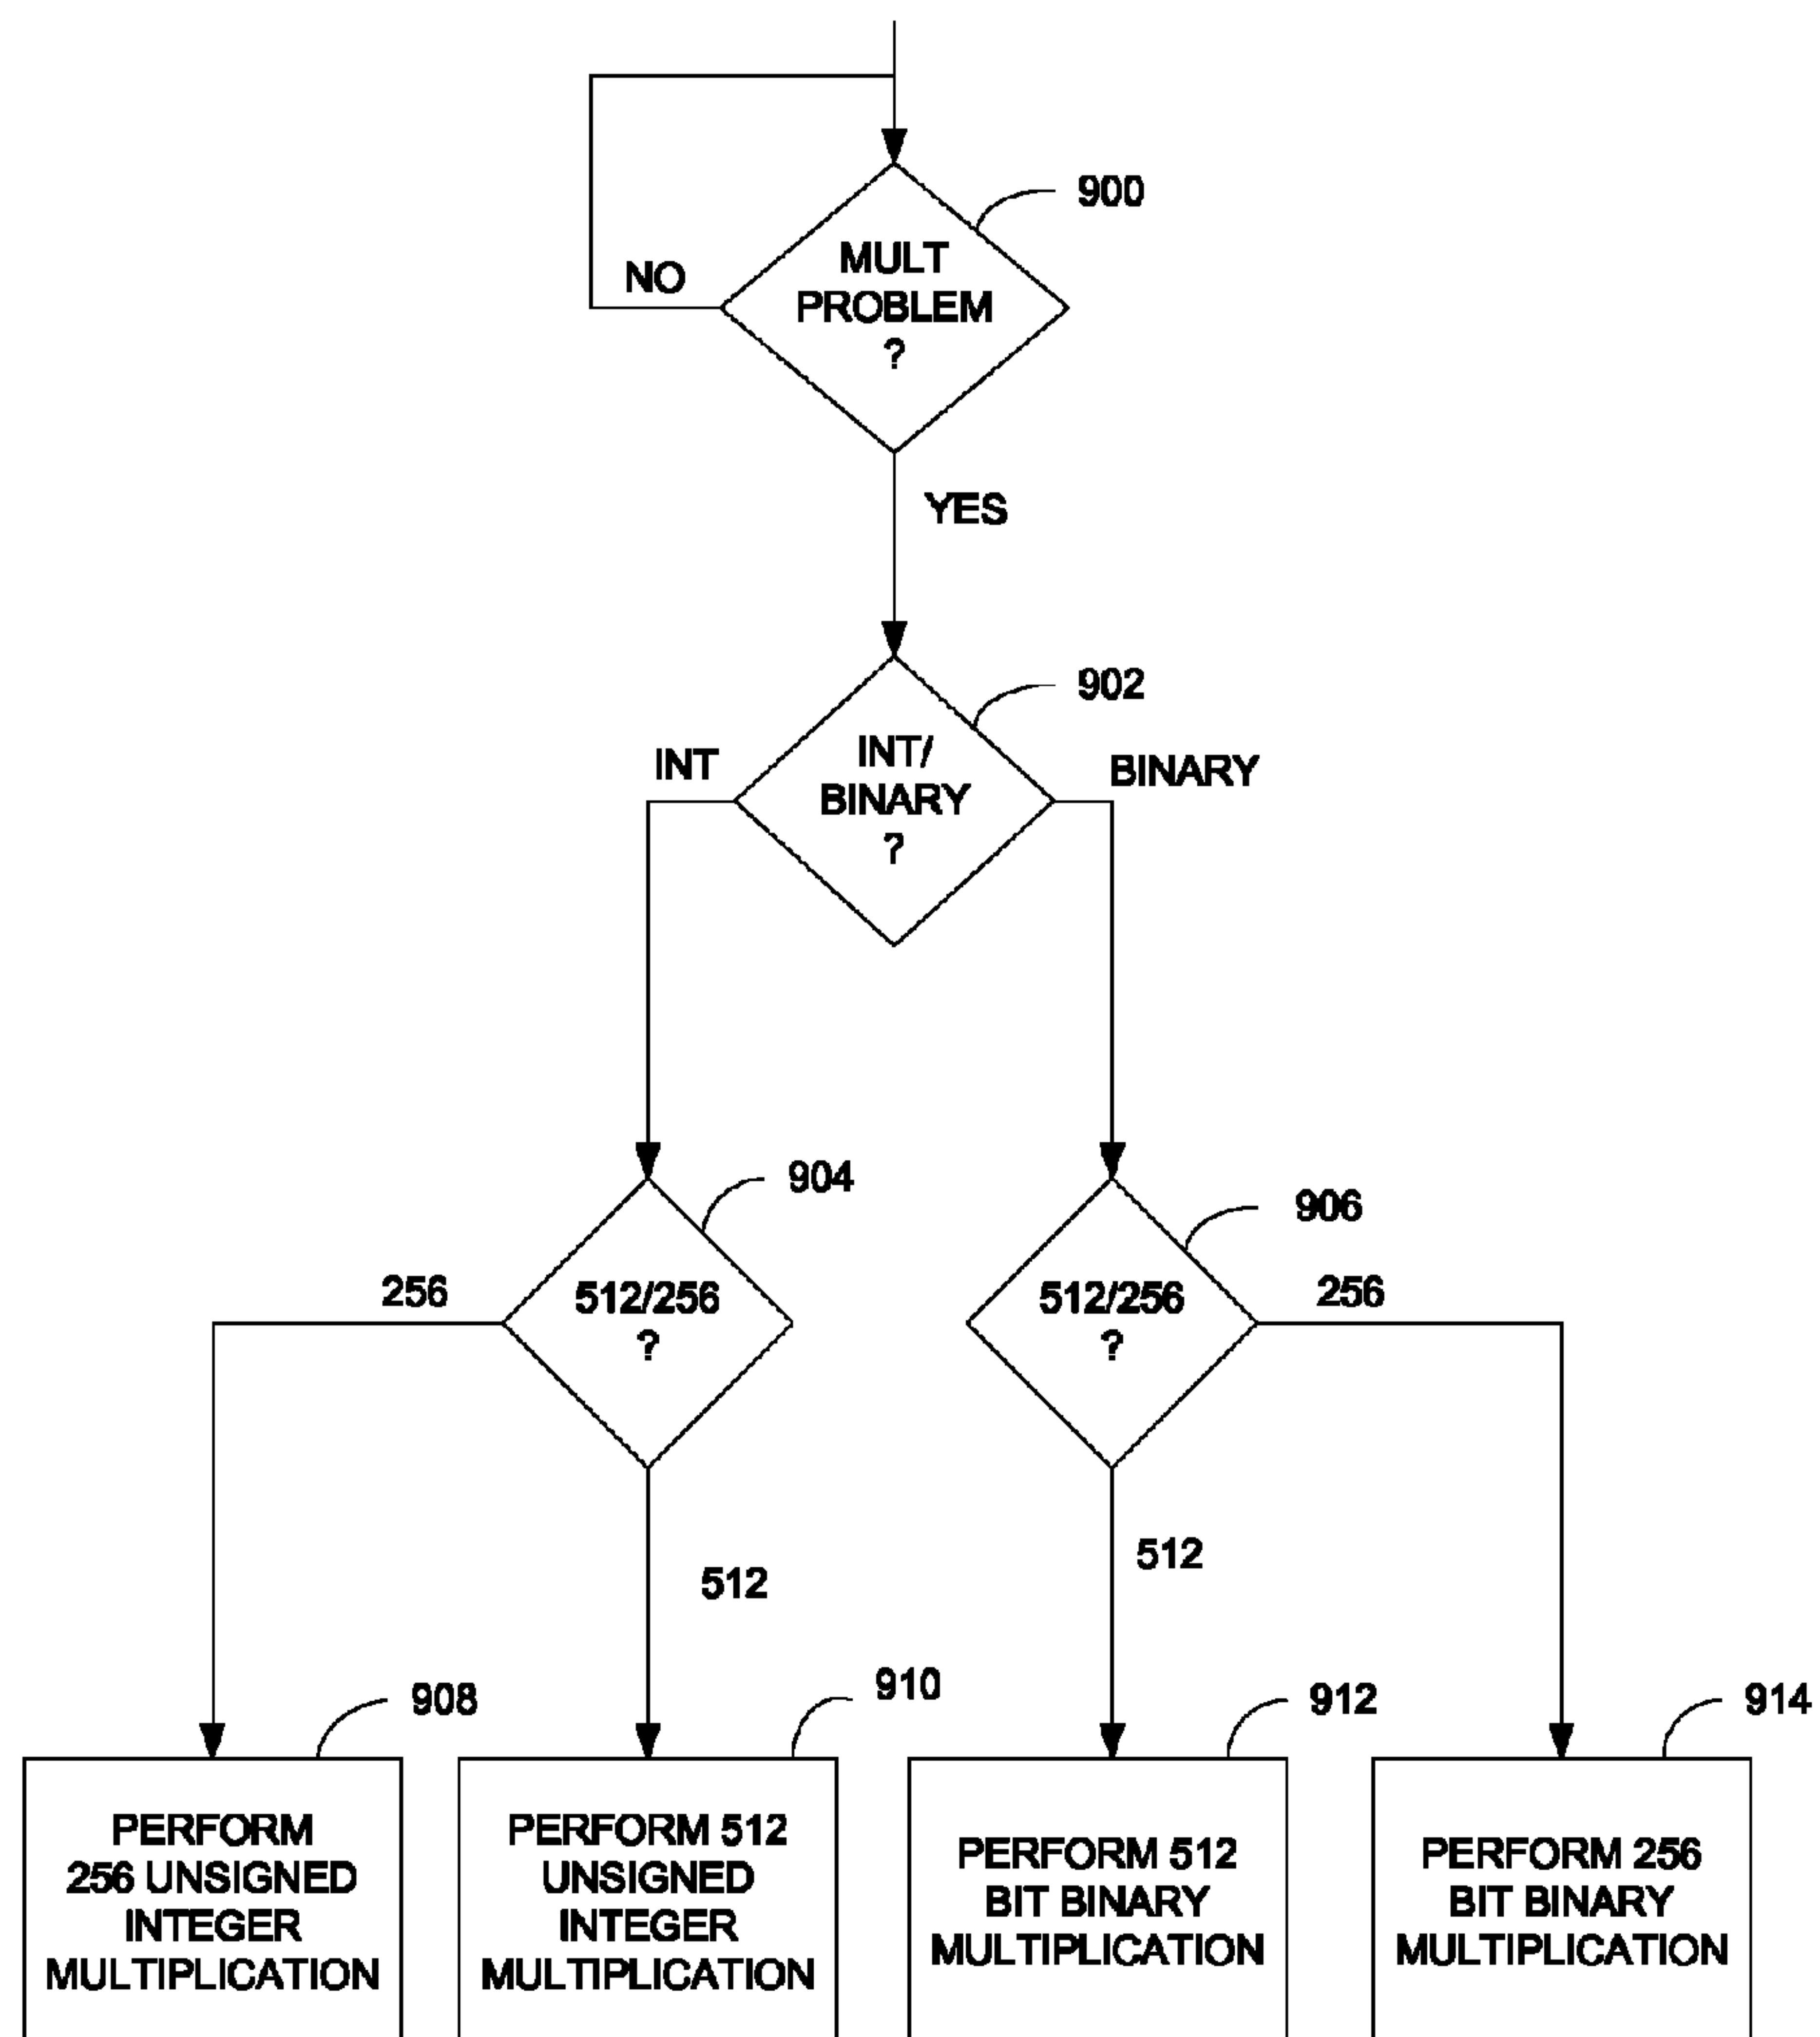 900
MULT
PROBLEM
?
NO
YES
902
INT/
BINARY
?
INT
BINARY
904
512/256
?
256
512
906
512/256
?
256
512
908
PERFORM
256 UNSIGNED
INTEGER
MULTIPLICATION
910
PERFORM 512
UNSIGNED
INTEGER
MULTIPLICATION
912
PERFORM 512
BIT BINARY
MULTIPLICATION
914
PERFORM 256
BIT BINARY
MULTIPLICATION